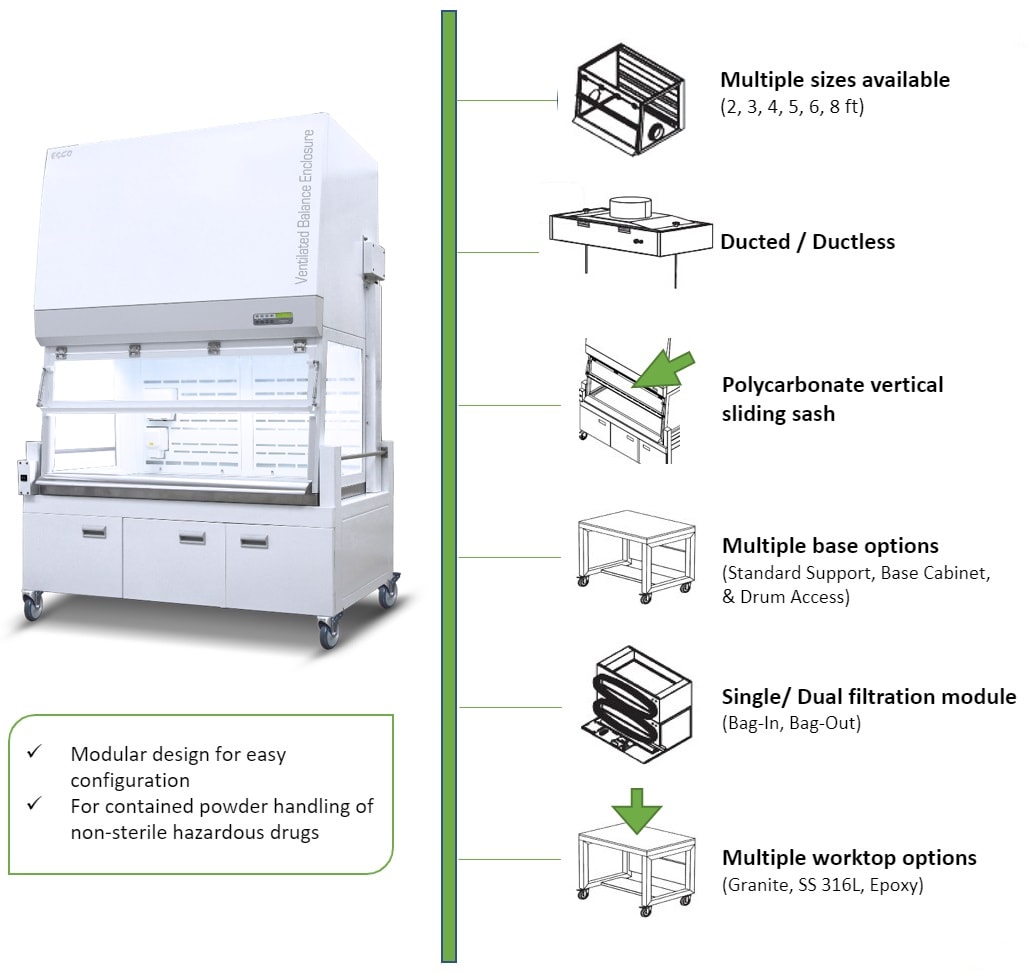 ESCO
Ventilated Balance Enclosure
✓ Modular design for easy
configuration
✓ For contained powder handling of
non-sterile hazardous drugs
Multiple sizes available
(2, 3, 4, 5, 6, 8 ft)
Ducted / Ductless
Polycarbonate vertical
sliding sash
Multiple base options
(Standard Support, Base Cabinet,
& Drum Access)
Single/ Dual filtration module
(Bag-In, Bag-Out)
Multiple worktop options
(Granite, SS 316L, Epoxy)